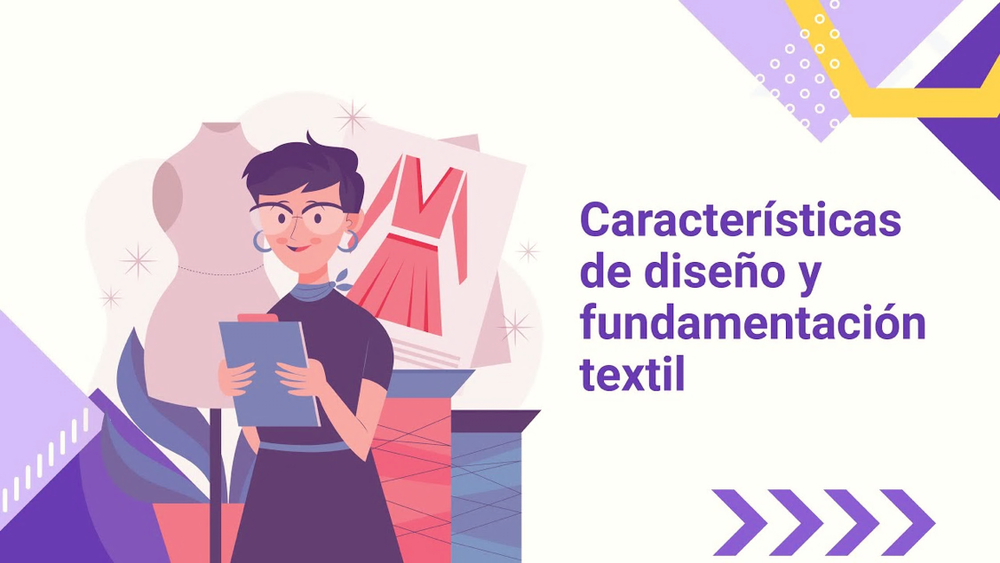 Características
de diseño y
fundamentación
textil